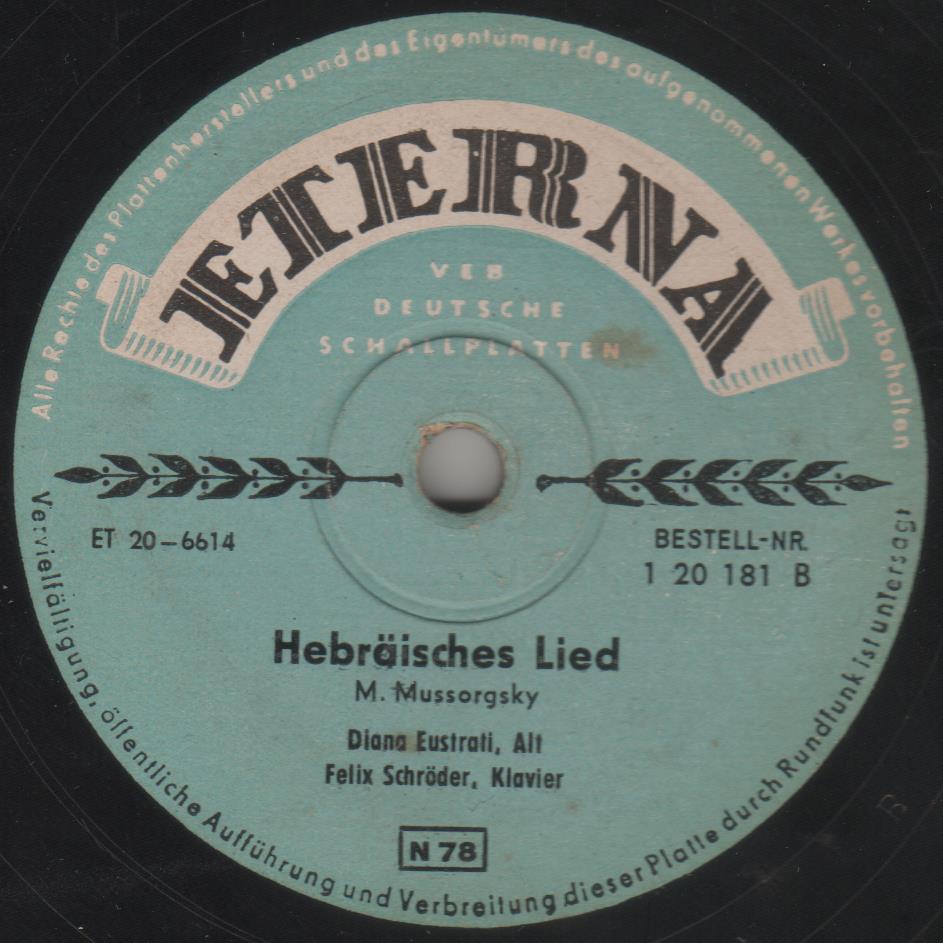 Alle Rechte des Plattenherstellers und des Eigentümers des aufgenommenen Werkes vorbehalten
ETERNA
VEB
DEUTSCHE
SCHALLPLATTEN
ET 20-6614
BESTELL-NR.
1 20 181 B
Hebräisches Lied
M. Mussorgsky
Diana Eustrati, Alt
Felix Schröder, Klavier
N 78
Vervielfältigung, öffentliche Aufführung und Verbreitung dieser Platte durch Rundfunk ist untersagt